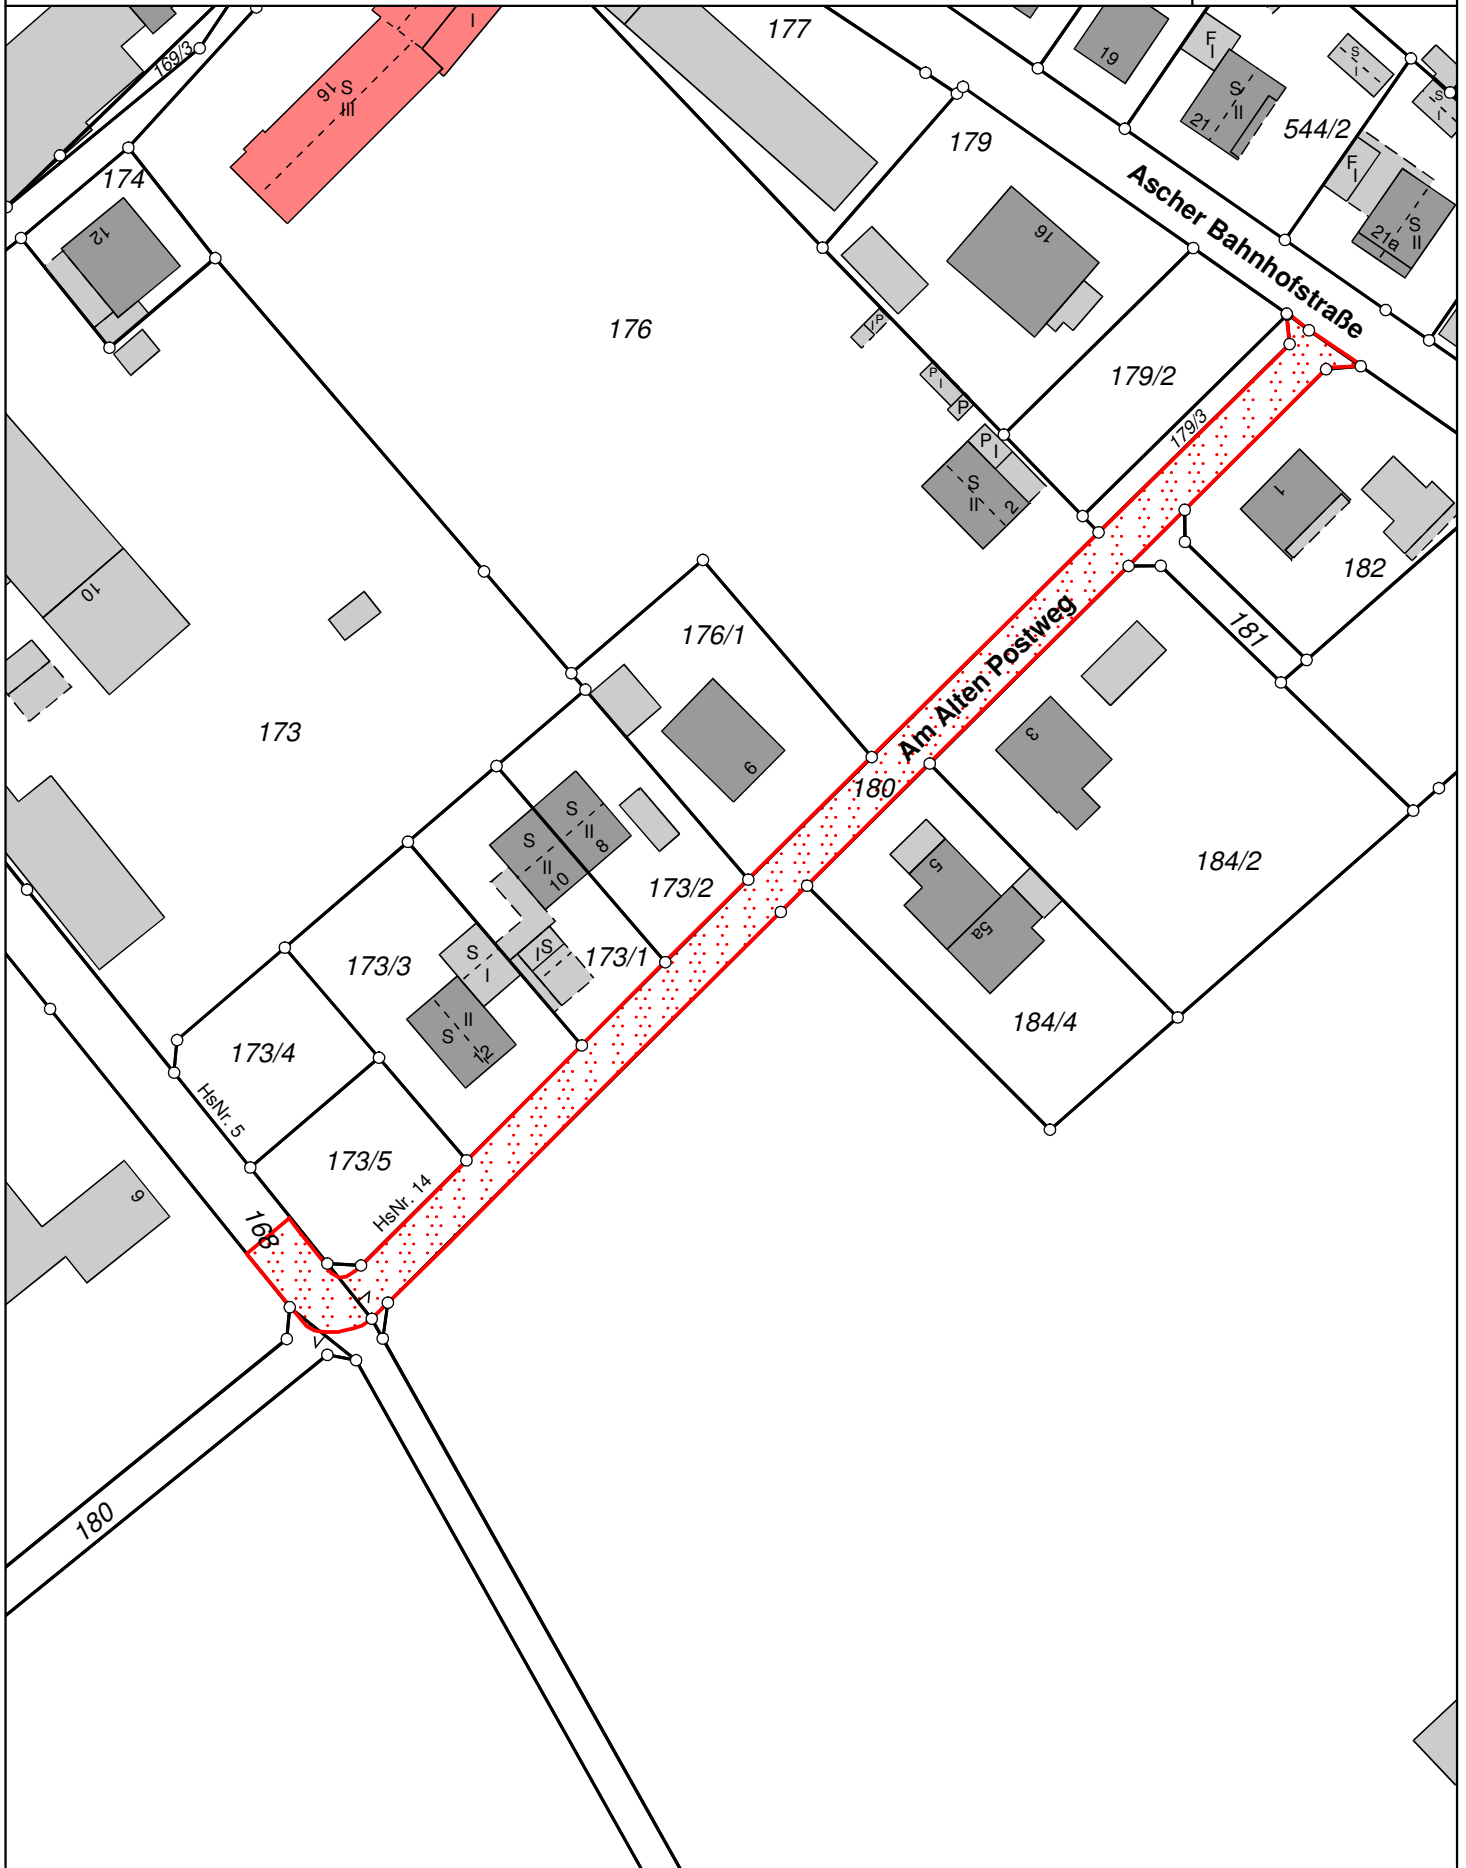 177
I
169/3
16
S
III
19
F
I
S
II
21
S
I
S
I
544/2
179
174
12
F
I
Ascher Bahnhofstraße
S
II
21a
16
176
P
I
P
I
P
179/2
179/3
P
I
S
II
2
1
182
10
176/1
181
Am Alten Postweg
173
6
3
180
S
II
8
S
II
10
173/2
5
5a
184/2
173/3
S
I
S
I
173/1
184/4
II
S
12
173/4
HsNr. 5
173/5
HsNr. 14
9
168
V
V
180